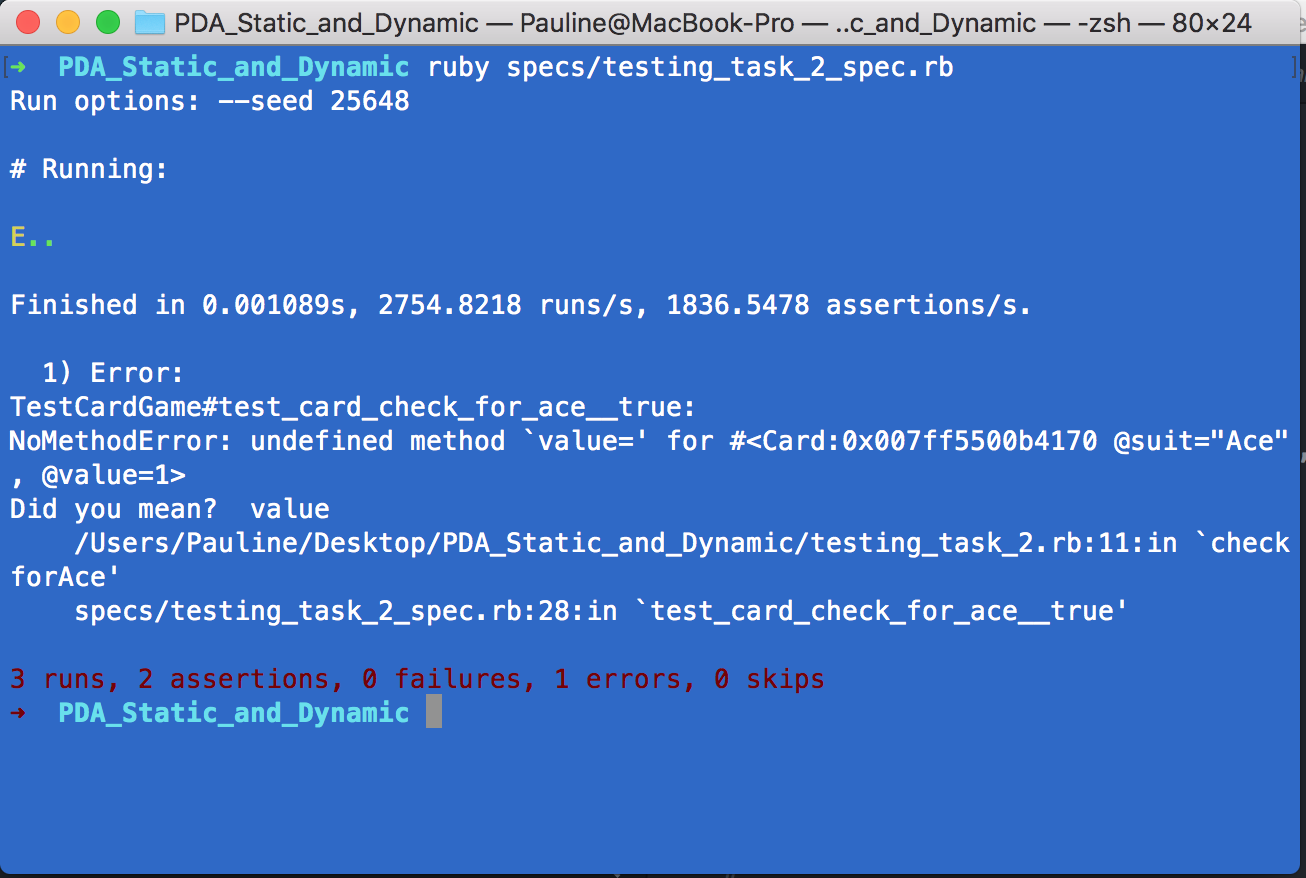 PDA_Static_and_Dynamic — Pauline@MacBook-Pro — ..c_and_Dynamic — -zsh — 80×24
[➜  PDA_Static_and_Dynamic ruby specs/testing_task_2_spec.rb ]
Run options: --seed 25648
# Running:
E..
Finished in 0.001089s, 2754.8218 runs/s, 1836.5478 assertions/s.
  1) Error:
TestCardGame#test_card_check_for_ace__true:
NoMethodError: undefined method `value=' for #<Card:0x007ff5500b4170 @suit="Ace"
, @value=1>
Did you mean?  value
    /Users/Pauline/Desktop/PDA_Static_and_Dynamic/testing_task_2.rb:11:in `check
forAce'
    specs/testing_task_2_spec.rb:28:in `test_card_check_for_ace__true'
3 runs, 2 assertions, 0 failures, 1 errors, 0 skips
➜  PDA_Static_and_Dynamic